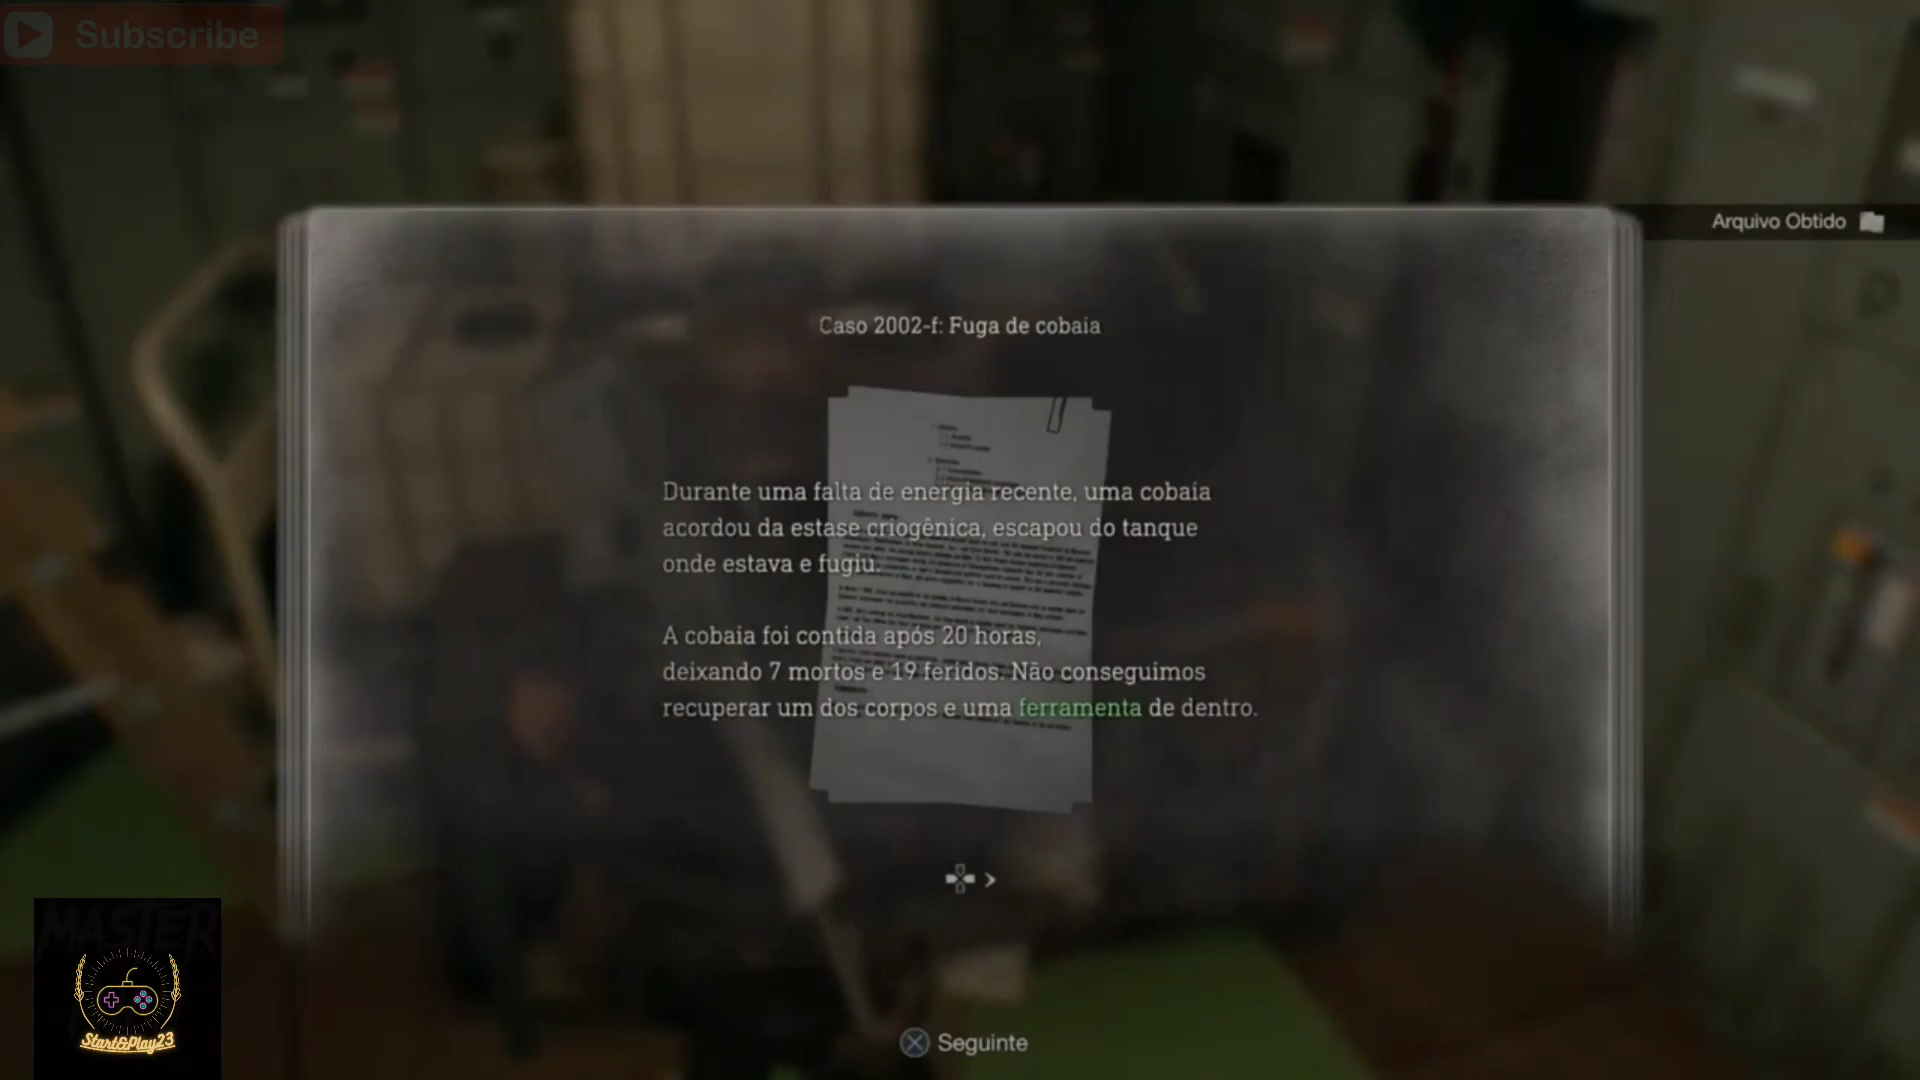 Subscribe
Arquivo Obtido
Caso 2002-f: Fuga de cobaia
Durante uma falta de energia recente, uma cobaia
acordou da estase criogênica, escapou do tanque
onde estava e fugiu.
A cobaia foi contida após 20 horas,
deixando 7 mortos e 19 feridos. Não conseguimos
recuperar um dos corpos e uma ferramenta de dentro.
MASTER
Start&Play23
Seguinte